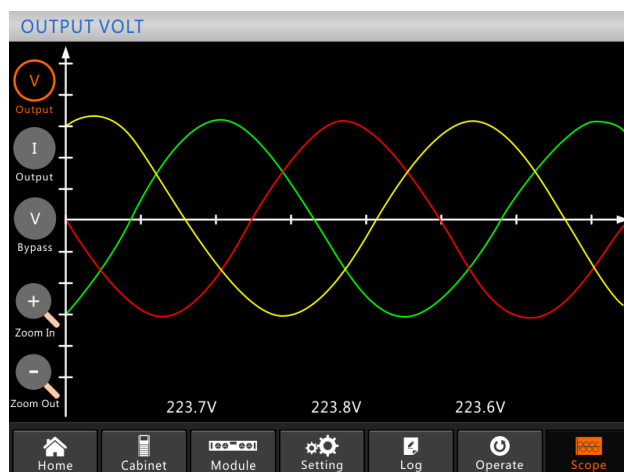 OUTPUT VOLT
V
Output
I
Output
V
Bypass
+
Zoom In
-
Zoom Out
223.7V 223.8V 223.6V
Home Cabinet Module Setting Log Operate Scope